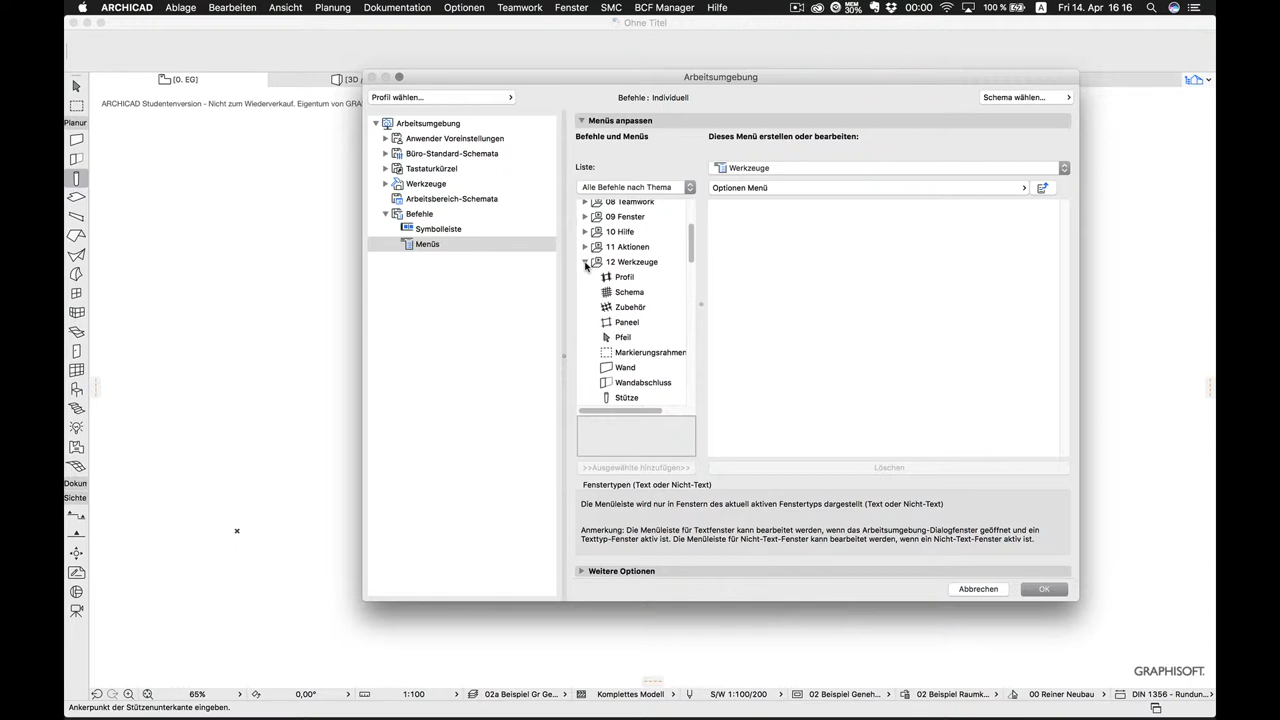 ARCHICAD Ablage Bearbeiten Ansicht Planung Dokumentation Optionen Teamwork Fenster SMC BCF Manager Hilfe MEM 30% 00:00 100 % A Fri 14. Apr 16 16
Ohne Titel
[0. EG] [3D /
ARCHICAD Studentenversion - Nicht zum Wiederverkauf. Eigentum von GRA
Arbeitsumgebung
Profil wählen... Befehle : Individuell Schema wählen...
Planur
Dokun
Sichte
Arbeitsumgebung
Anwender Voreinstellungen
Büro-Standard-Schemata
Tastaturkürzel
Werkzeuge
Arbeitsbereich-Schemata
Befehle
Symbolleiste
Menüs
Menüs anpassen
Befehle und Menüs Dieses Menü erstellen oder bearbeiten:
Liste: Werkzeuge
Alle Befehle nach Thema Optionen Menü
08 Teamwork
09 Fenster
10 Hilfe
11 Aktionen
12 Werkzeuge
Profil
Schema
Zubehör
Paneel
Pfeil
Markierungsrahmen
Wand
Wandabschluss
Stütze
>>Ausgewählte hinzufügen>> Löschen
Fenstertypen (Text oder Nicht-Text)
Die Menüleiste wird nur in Fenstern des aktuell aktiven Fenstertyps dargestellt (Text oder Nicht-Text)
Anmerkung: Die Menüleiste für Textfenster kann bearbeitet werden, wenn das Arbeitsumgebung-Dialogfenster geöffnet und ein
Texttyp-Fenster aktiv ist. Die Menüleiste für Nicht-Text-Fenster kann bearbeitet werden, wenn ein Nicht-Text-Fenster aktiv ist.
Weitere Optionen
Abbrechen OK
GRAPHISOFT.
65% 0,00° 1:100 02a Beispiel Gr Ge... Komplettes Modell S/W 1:100/200 02 Beispiel Geneh... 02 Beispiel Raumk... 00 Reiner Neubau DIN 1356 - Rundun...
Ankerpunkt der Stützenunterkante eingeben.